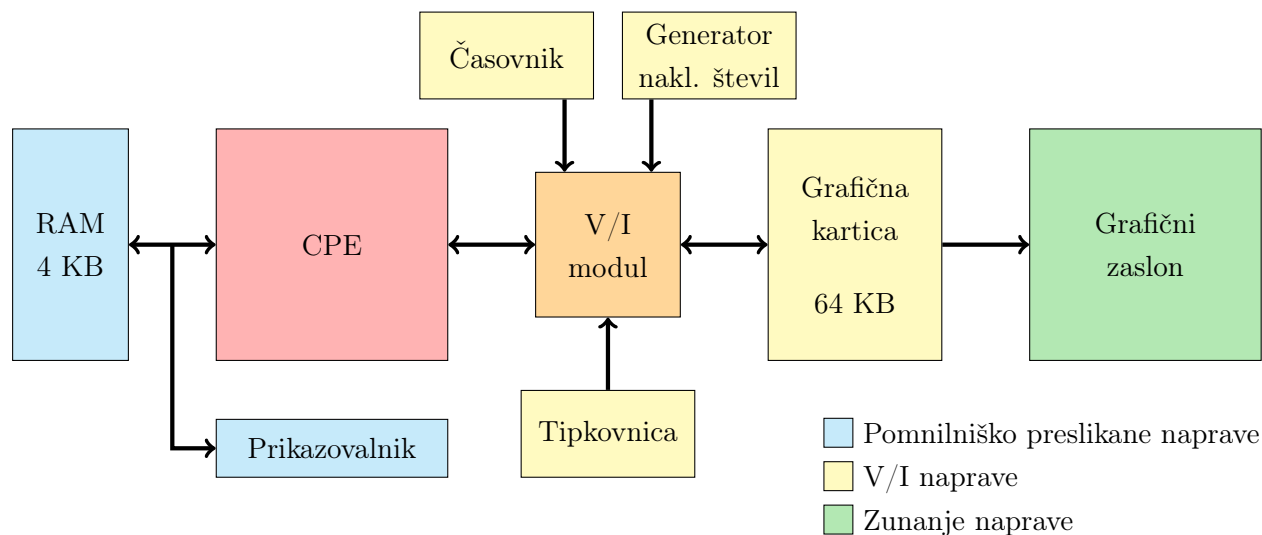 Časovnik
Generator
nakl. števil
RAM
4 KB
CPE
V/I
modul
Grafična
kartica
64 KB
Grafični
zaslon
Prikazovalnik
Tipkovnica
Pomnilniško preslikane naprave
V/I naprave
Zunanje naprave